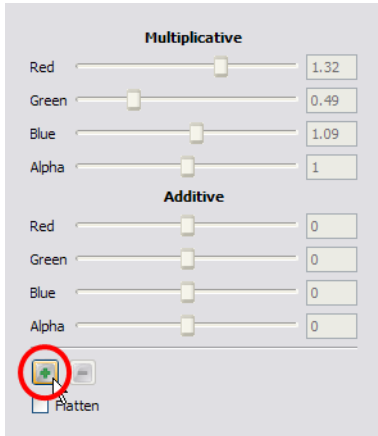 Multiplicative
Red 1.32
Green 0.49
Blue 1.09
Alpha 1
Additive
Red 0
Green 0
Blue 0
Alpha 0
Flatten